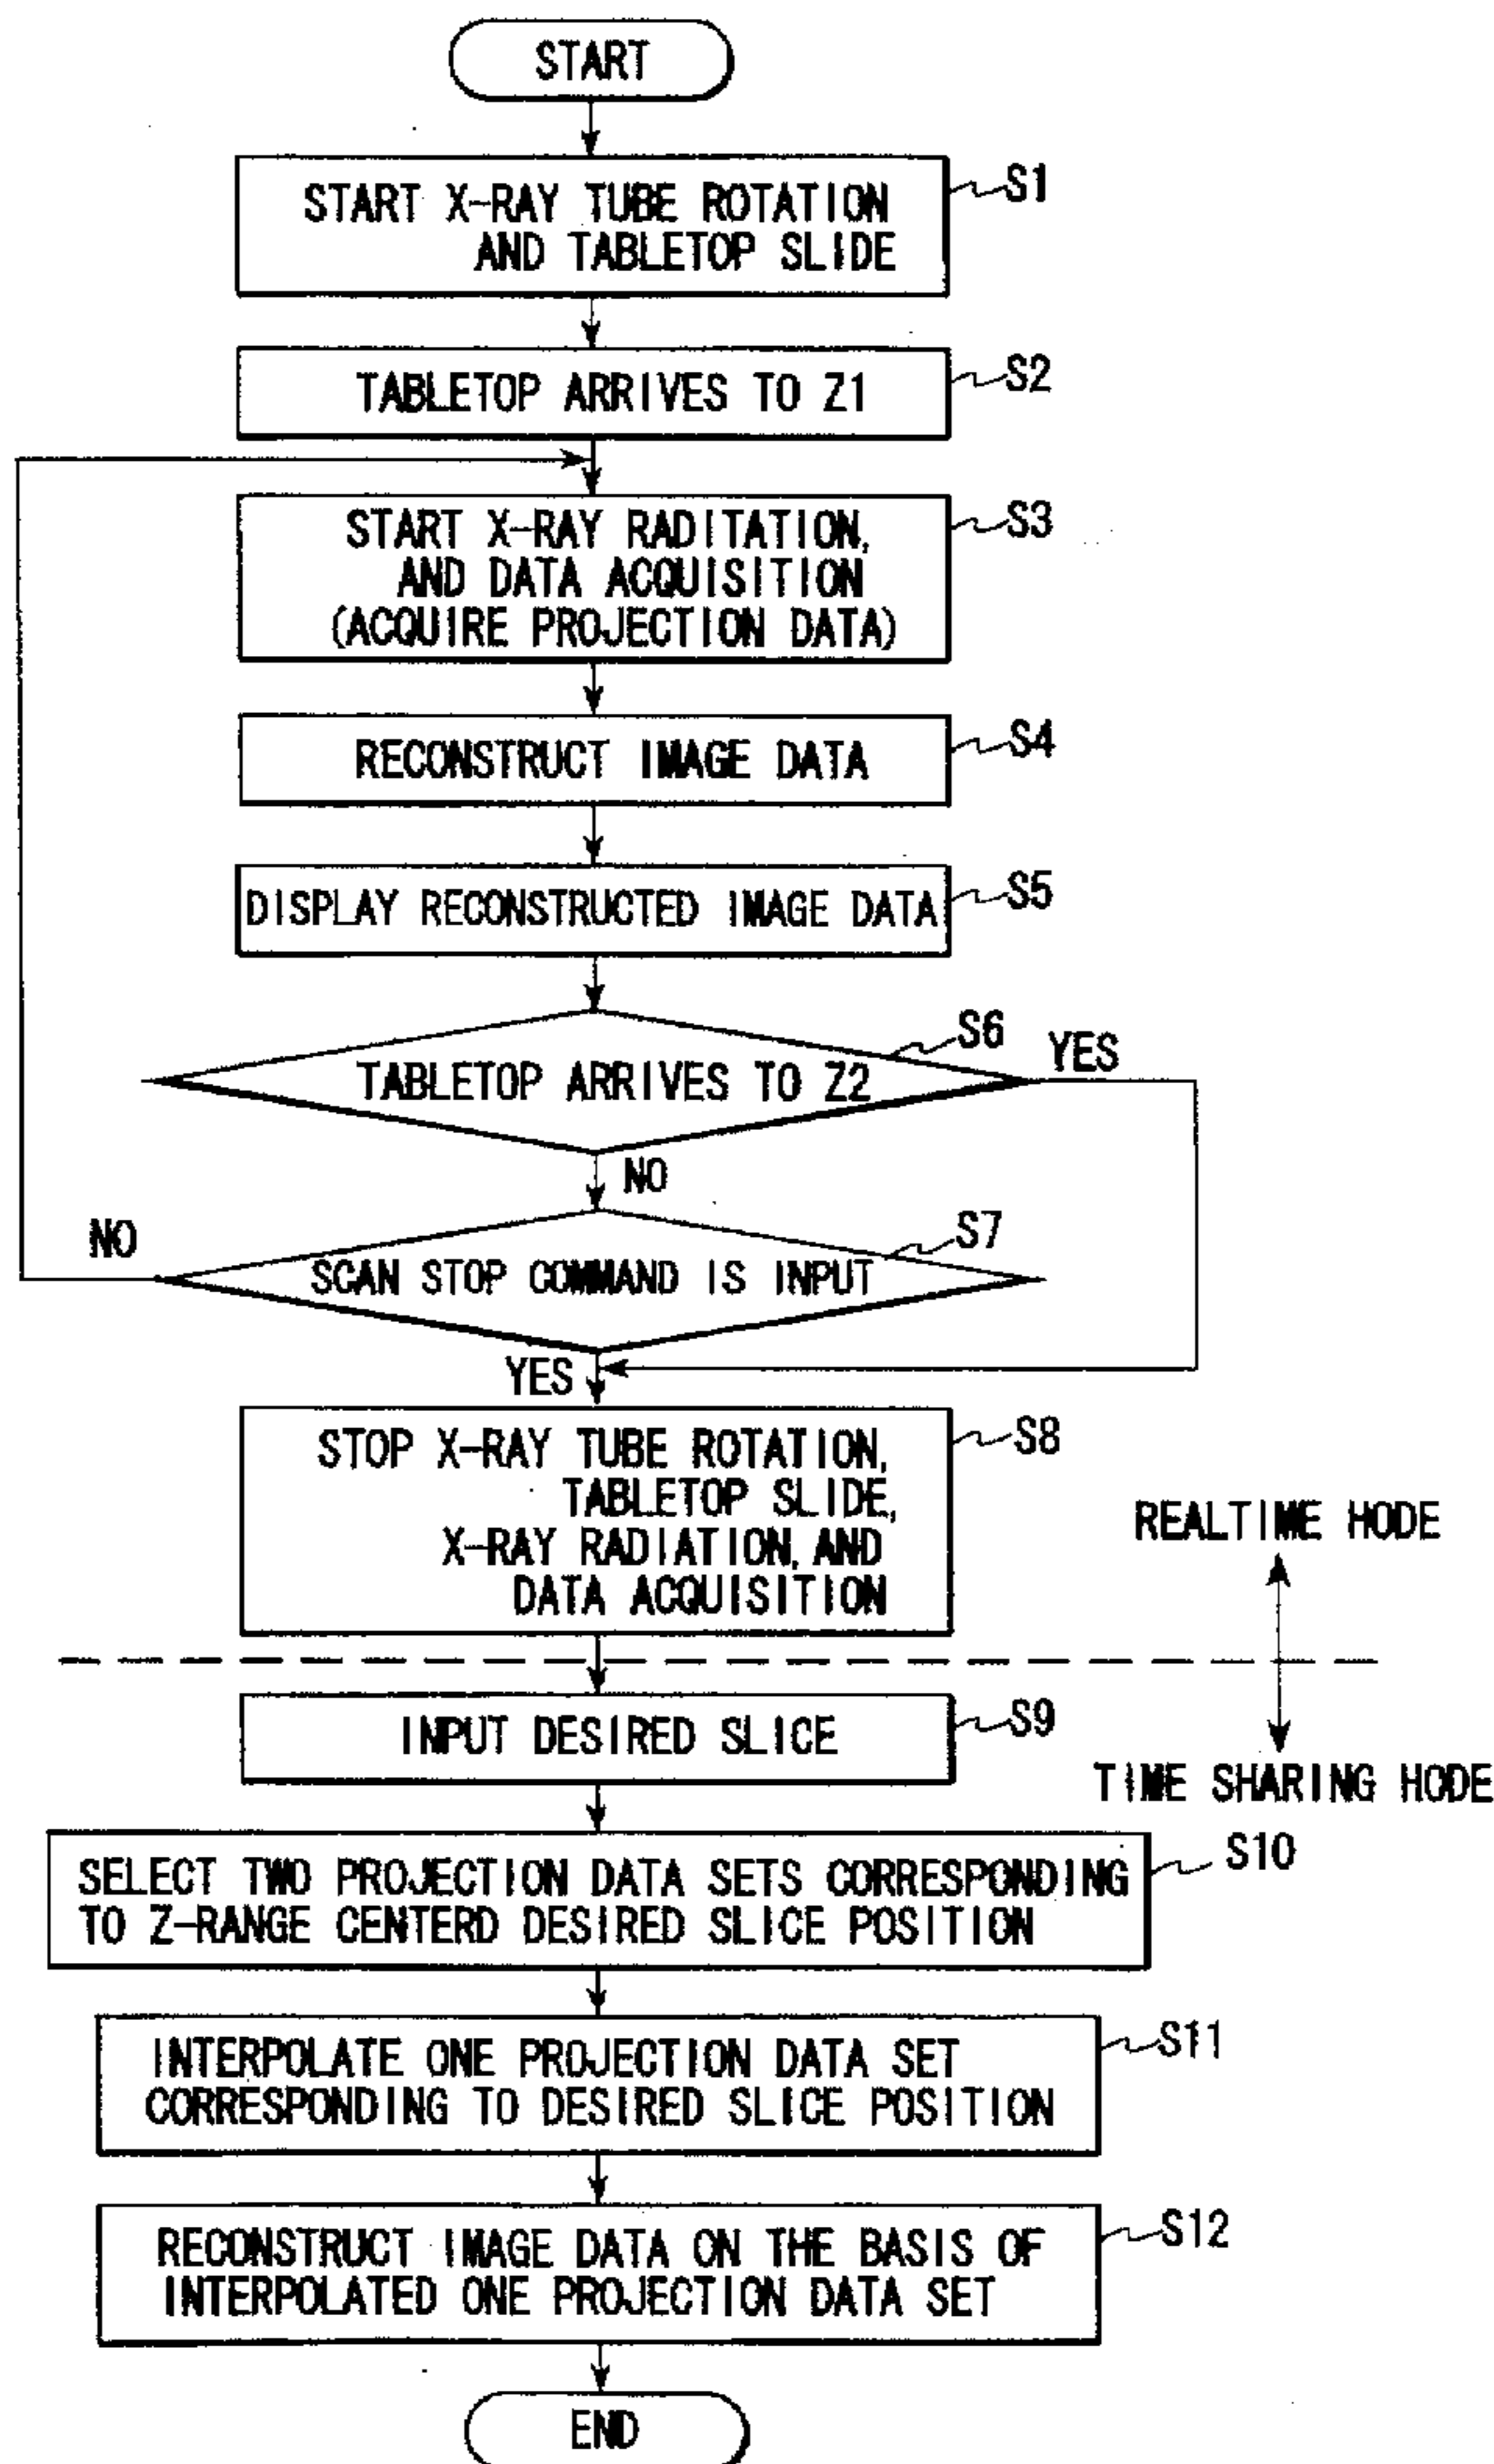 START
START X-RAY TUBE ROTATION
AND TABLETOP SLIDE
S1
TABLETOP ARRIVES TO Z1
S2
START X-RAY RADITATION,
AND DATA ACQUISITION
(ACQUIRE PROJECTION DATA)
S3
RECONSTRUCT IMAGE DATA
S4
DISPLAY RECONSTRUCTED IMAGE DATA
S5
TABLETOP ARRIVES TO Z2
S6
YES
NO
SCAN STOP COMMAND IS INPUT
S7
NO
YES
STOP X-RAY TUBE ROTATION,
TABLETOP SLIDE,
X-RAY RADIATION, AND
DATA ACQUISITION
S8
REALTIME HODE
INPUT DESIRED SLICE
S9
TIME SHARING HODE
SELECT TWO PROJECTION DATA SETS CORRESPONDING
TO Z-RANGE CENTERD DESIRED SLICE POSITION
S10
INTERPOLATE ONE PROJECTION DATA SET
CORRESPONDING TO DESIRED SLICE POSITION
S11
RECONSTRUCT IMAGE DATA ON THE BASIS OF
INTERPOLATED ONE PROJECTION DATA SET
S12
END